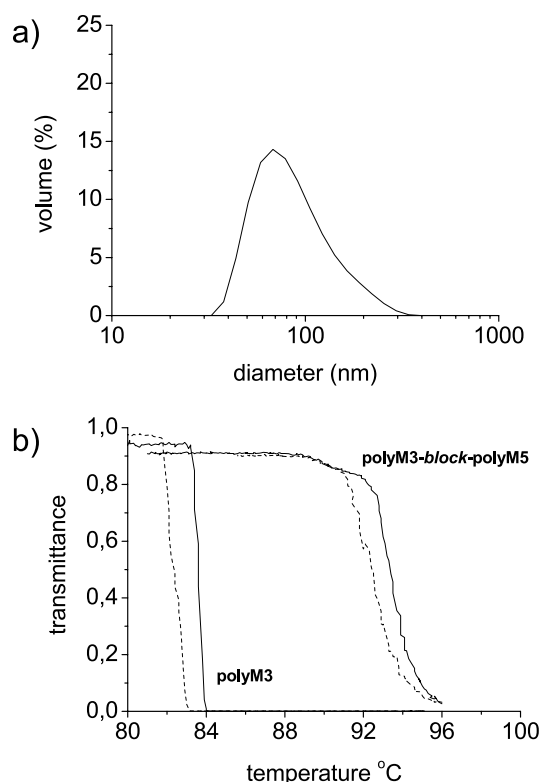 a)
25
20
15
10
5
0
volume (%)
10 100 1000
diameter (nm)
b)
1,0
0,8
0,6
0,4
0,2
0,0
transmittance
polyM3-block-polyM5
polyM3
80 84 88 92 96 100
temperature °C